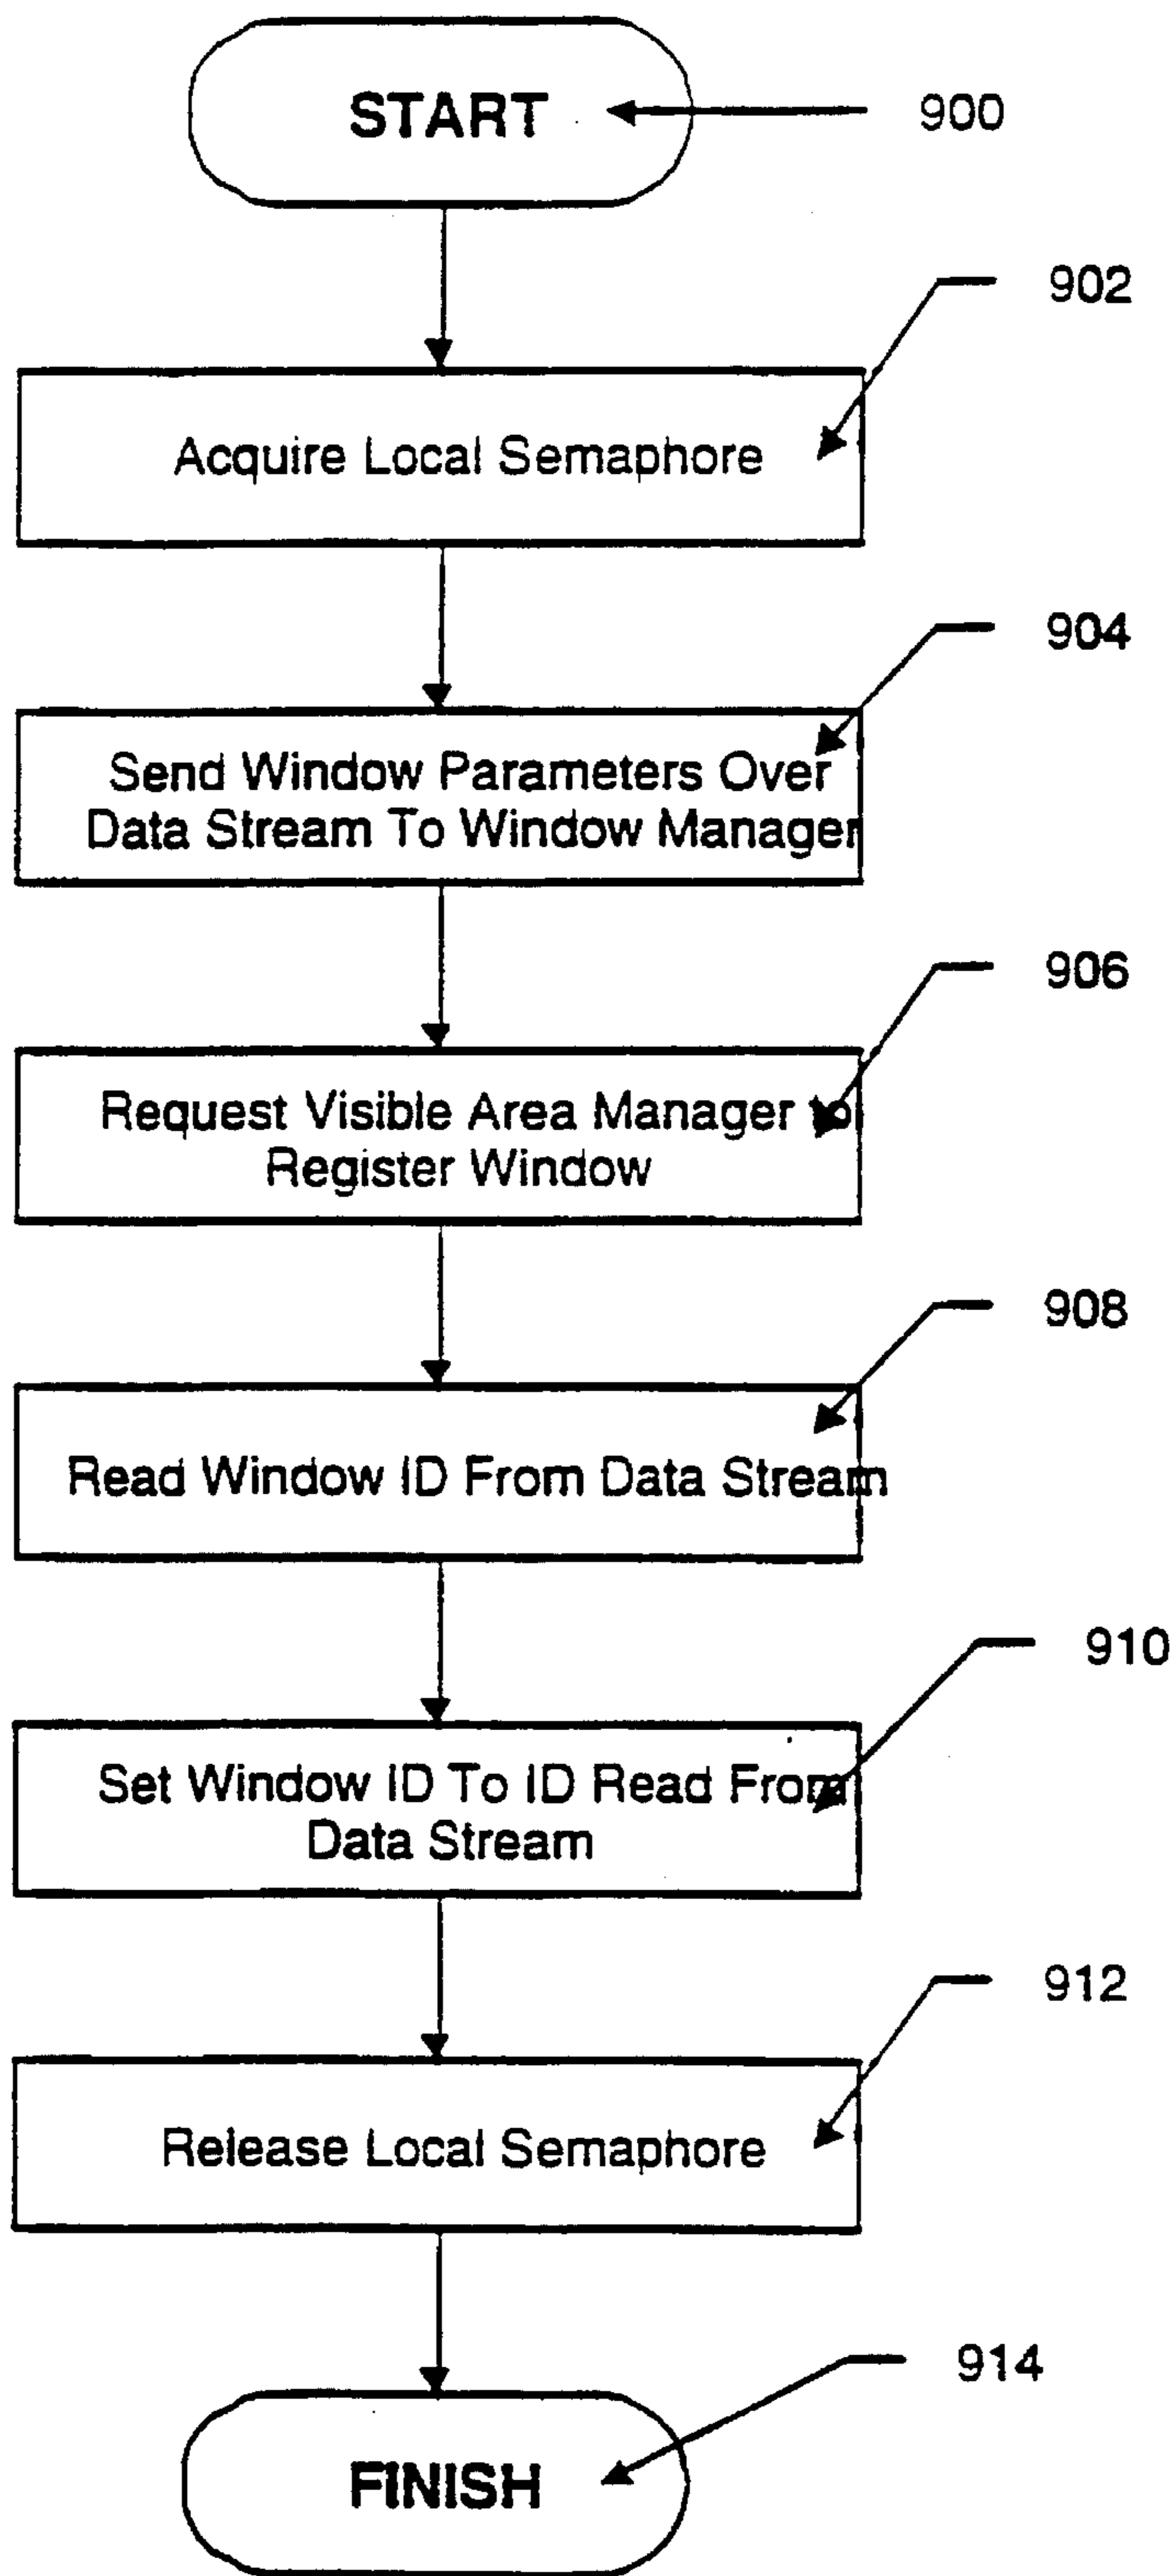 START
900
902
Acquire Local Semaphore
904
Send Window Parameters Over
Data Stream To Window Manager
906
Request Visible Area Manager to
Register Window
908
Read Window ID From Data Stream
910
Set Window ID To ID Read From
Data Stream
912
Release Local Semaphore
914
FINISH